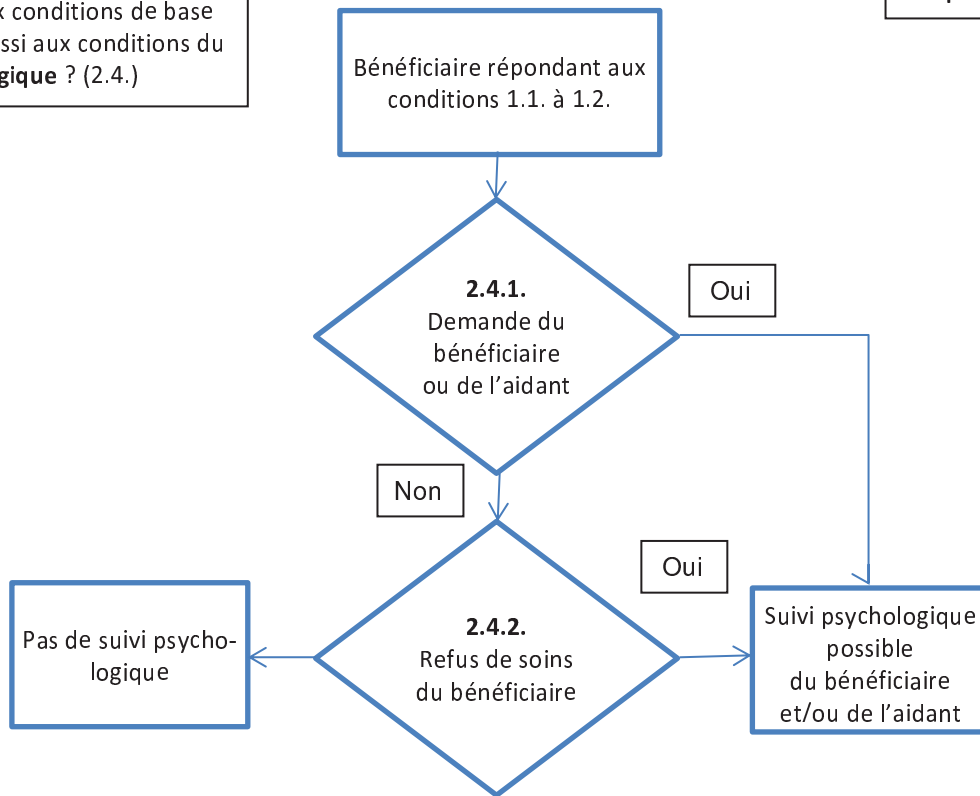 x conditions de base
ssi aux conditions du
gique ? (2.4.)
Bénéficiaire répondant aux
conditions 1.1. à 1.2.
2.4.1.
Demande du
bénéficiaire
ou de l'aidant
Oui
Non
Oui
2.4.2.
Refus de soins
du bénéficiaire
Pas de suivi psycho-
logique
Suivi psychologique
possible
du bénéficiaire
et/ou de l'aidant